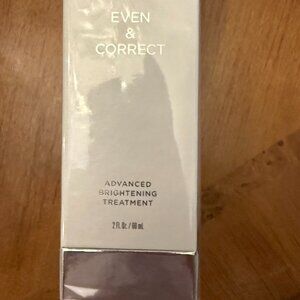 EVEN
&
CORRECT
ADVANCED
BRIGHTENING
TREATMENT
2 fl. oz. / 60 mL